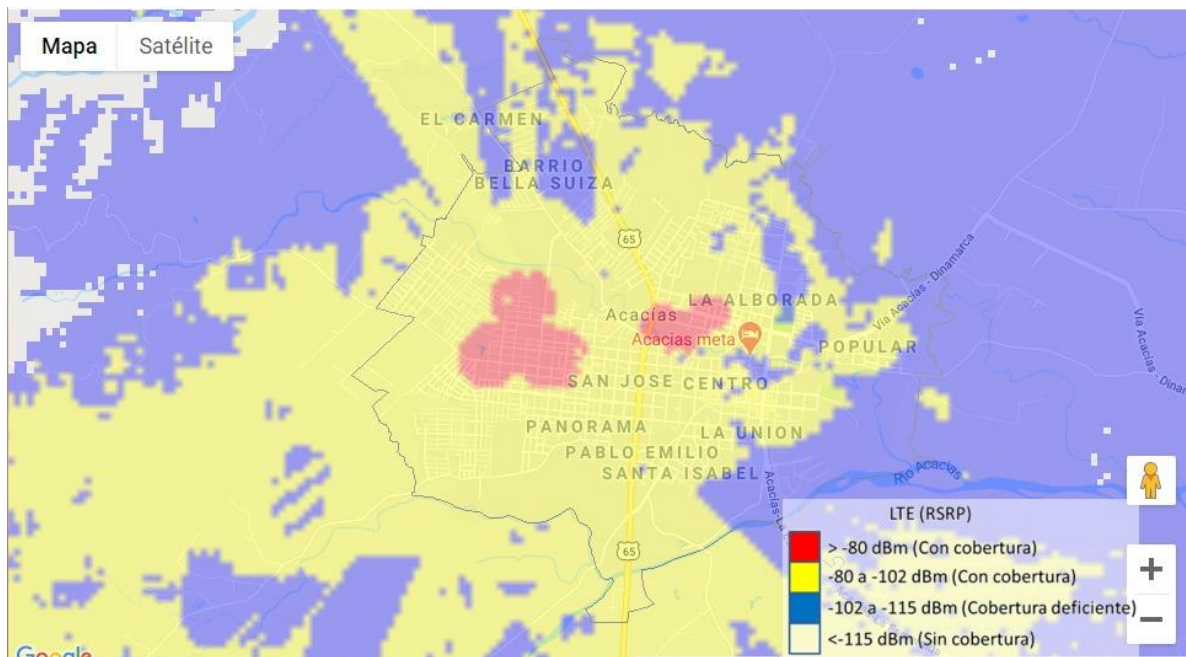 Mapa Satélite
EL CARMEN
BARRIO
BELLA SUIZA
65
LA ALBORADA
Acacías
Acacias meta
POPULAR
Vía Acacías - Dinamarca
Vía Acacías - Dinam
SAN JOSE CENTRO
PANORAMA
LA UNION
PABLO EMILIO
SANTA ISABEL
Río Acacías
65
LTE (RSRP)
> -80 dBm (Con cobertura)
-80 a -102 dBm (Con cobertura)
-102 a -115 dBm (Cobertura deficiente)
<-115 dBm (Sin cobertura)
+
−
Google